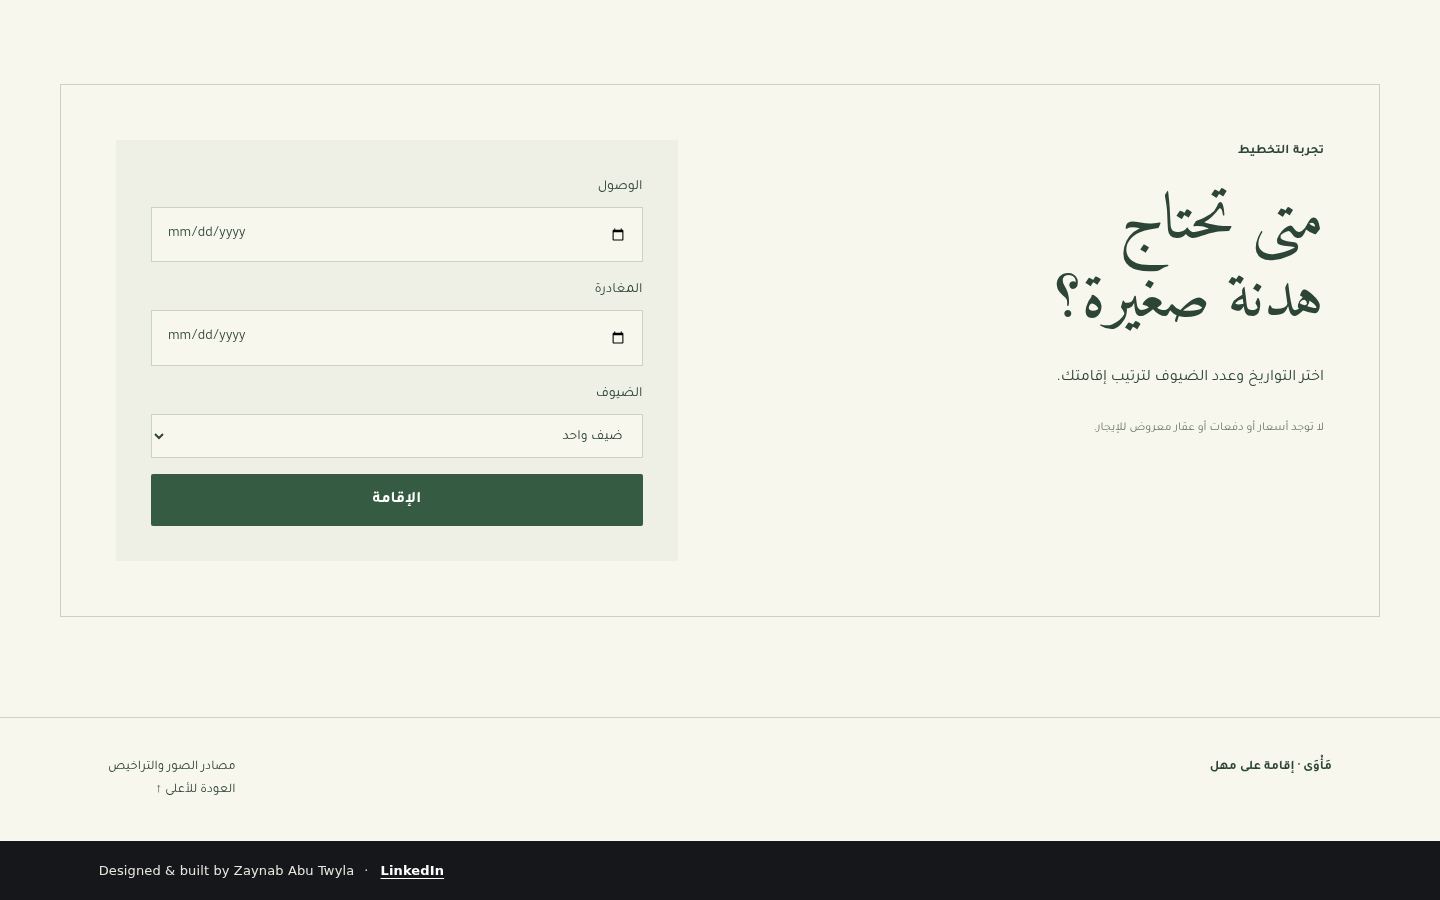 تجربة التخطيط
متى تحتاج
هدنة صغيرة؟
اختر التواريخ وعدد الضيوف لترتيب إقامتك.
لا توجد أسعار أو دفعات أو عقار معروض للإيجار.
الوصول
mm/dd/yyyy
المغادرة
mm/dd/yyyy
الضيوف
ضيف واحد
الإقامة
مَأْوَى · إقامة على مهل
مصادر الصور والتراخيص
العودة للأعلى ↑
Designed & built by Zaynab Abu Twyla · LinkedIn